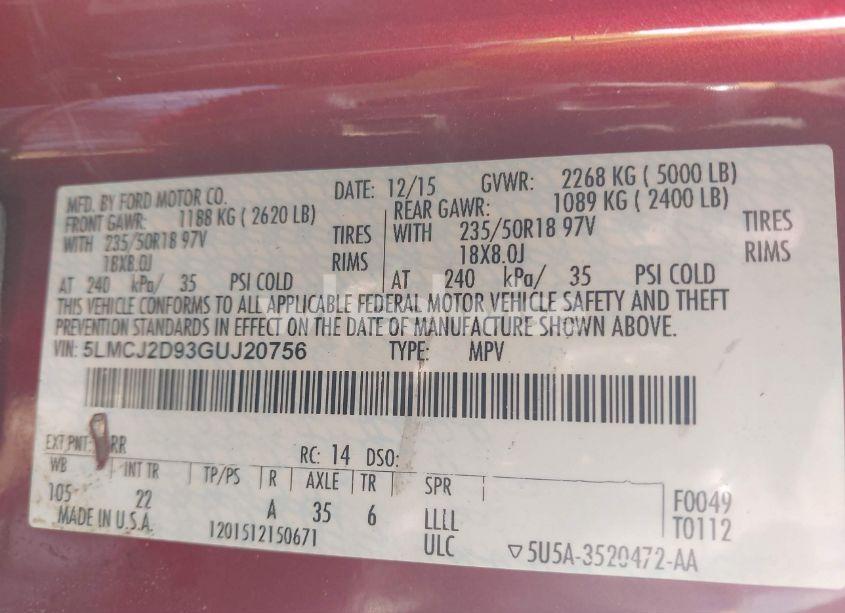 MFD. BY FORD MOTOR CO. DATE: 12/15 GVWR: 2268 KG ( 5000 LB)
FRONT GAWR: 1188 KG ( 2620 LB) REAR GAWR: 1089 KG ( 2400 LB)
WITH 235/50R18 97V TIRES WITH 235/50R18 97V TIRES
18X8.0J RIMS 18X8.0J RIMS
AT 240 kPa/ 35 PSI COLD AT 240 kPa/ 35 PSI COLD
THIS VEHICLE CONFORMS TO ALL APPLICABLE FEDERAL MOTOR VEHICLE SAFETY AND THEFT
PREVENTION STANDARDS IN EFFECT ON THE DATE OF MANUFACTURE SHOWN ABOVE.
VIN: 5LMCJ2D93GUJ20756 TYPE: MPV
EXT PNT: RR RC: 14 DSO:
WB INT TR TP/PS R AXLE TR SPR
105 22 A 35 6 LLLL F0049
MADE IN U.S.A. 1201512150671 ULC T0112
5U5A-3520472-AA